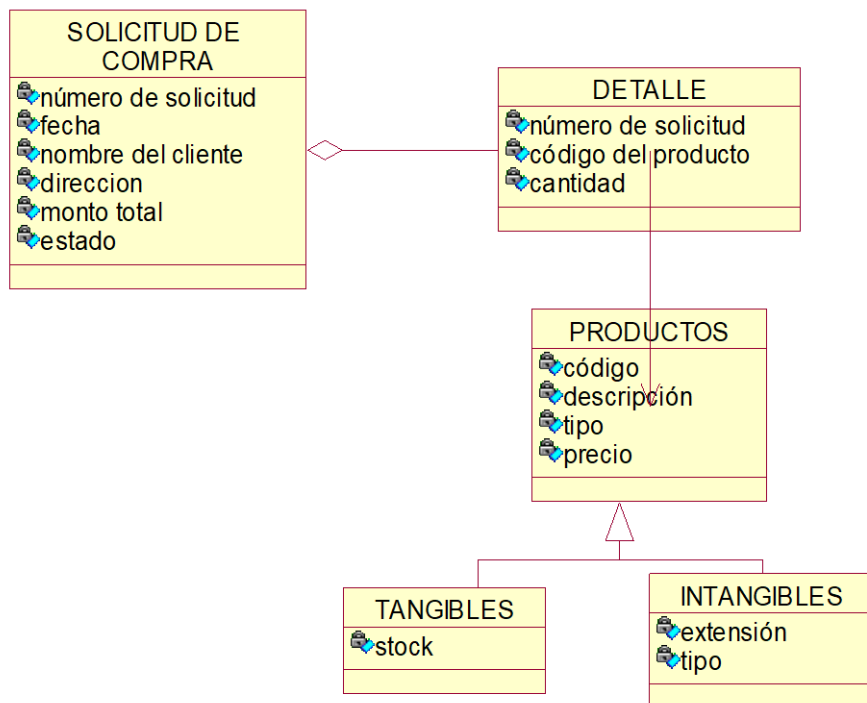 SOLICITUD DE
COMPRA
número de solicitud
fecha
nombre del cliente
direccion
monto total
estado
DETALLE
número de solicitud
código del producto
cantidad
PRODUCTOS
código
descripción
tipo
precio
TANGIBLES
stock
INTANGIBLES
extensión
tipo